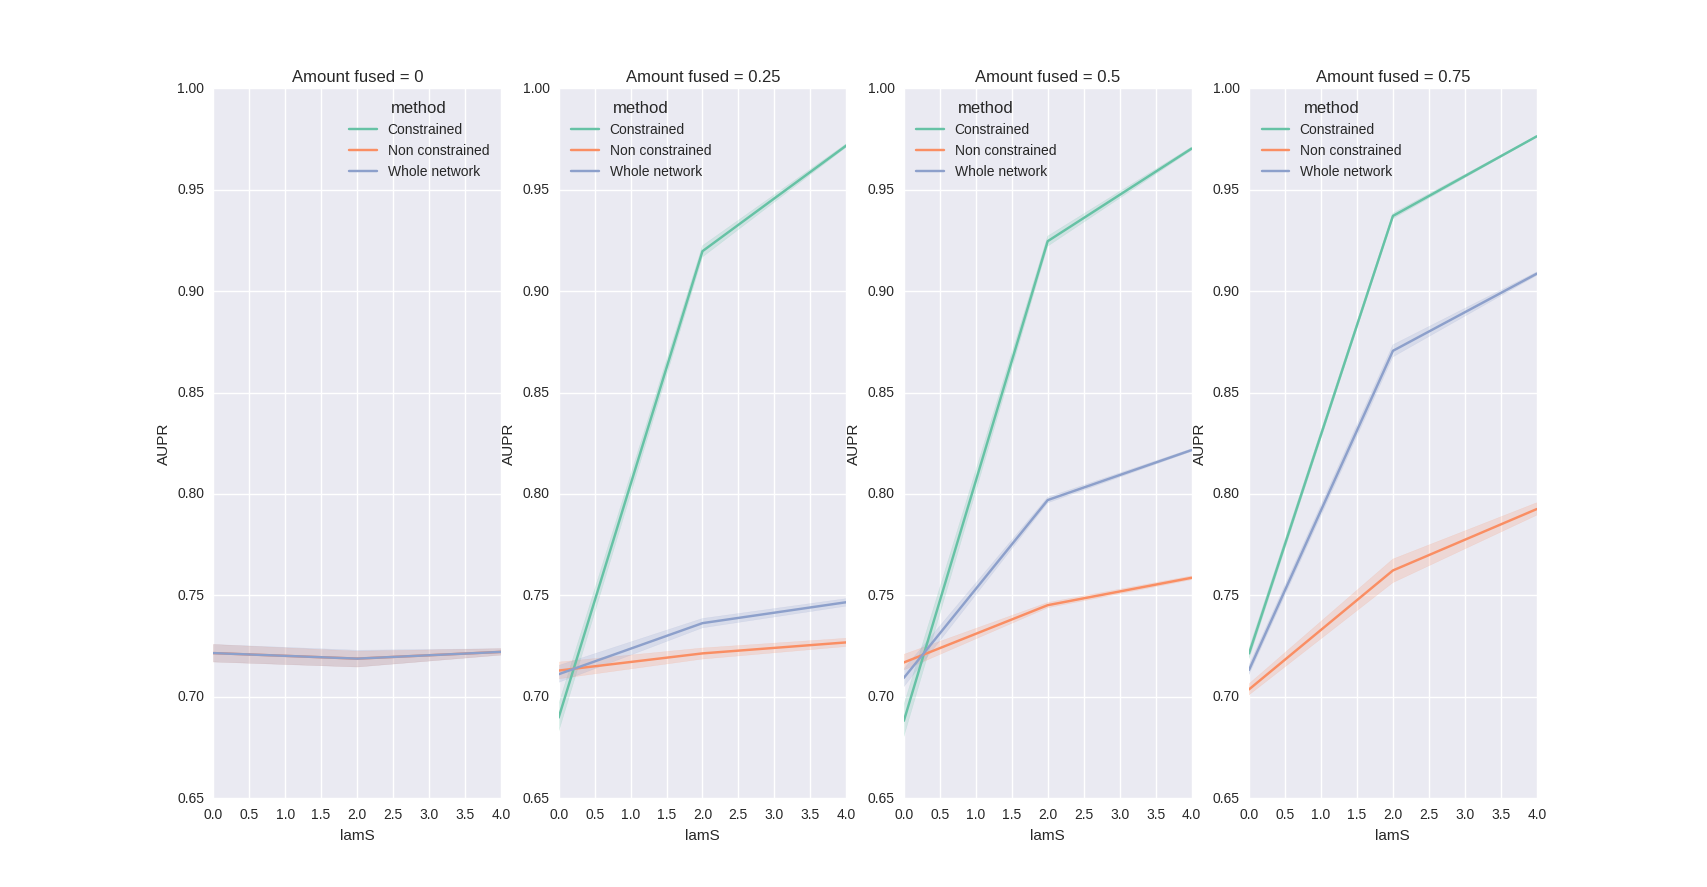 Amount fused = 0
1.00
0.95
0.90
0.85
0.80
0.75
0.70
0.65
AUPR
method
Constrained
Non constrained
Whole network
0.0 0.5 1.0 1.5 2.0 2.5 3.0 3.5 4.0
lamS
Amount fused = 0.25
1.00
0.95
0.90
0.85
0.80
0.75
0.70
0.65
AUPR
method
Constrained
Non constrained
Whole network
0.0 0.5 1.0 1.5 2.0 2.5 3.0 3.5 4.0
lamS
Amount fused = 0.5
1.00
0.95
0.90
0.85
0.80
0.75
0.70
0.65
AUPR
method
Constrained
Non constrained
Whole network
0.0 0.5 1.0 1.5 2.0 2.5 3.0 3.5 4.0
lamS
Amount fused = 0.75
1.00
0.95
0.90
0.85
0.80
0.75
0.70
0.65
AUPR
method
Constrained
Non constrained
Whole network
0.0 0.5 1.0 1.5 2.0 2.5 3.0 3.5 4.0
lamS